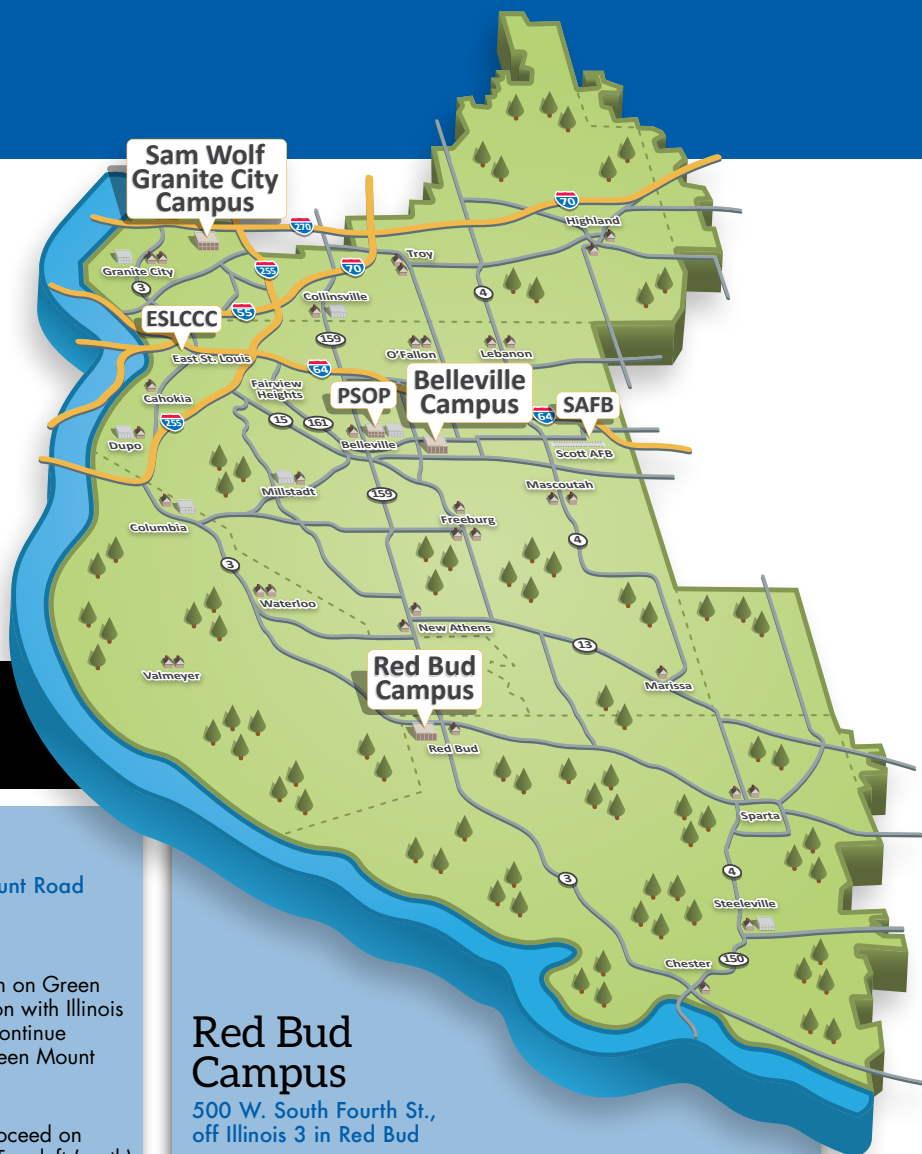 Sam Wolf
Granite City
Campus
270
70
Highland
Granite City
3
255
70
Troy
4
Collinsville
55
ESLCCC
East St. Louis
159
O'Fallon
Lebanon
64
Fairview
Heights
PSOP
Belleville
Campus
64
SAFB
Cahokia
255
15
161
Dupo
Belleville
Scott AFB
Millstadt
159
Mascoutah
Columbia
Freeburg
4
3
Waterloo
New Athens
13
Valmeyer
Red Bud
Campus
Marissa
Red Bud
Sparta
3
4
Steeleville
Chester
150
unt Road
n on Green
on with Illinois
ontinue
een Mount
oceed on
Red Bud
Campus
500 W. South Fourth St.,
off Illinois 3 in Red Bud